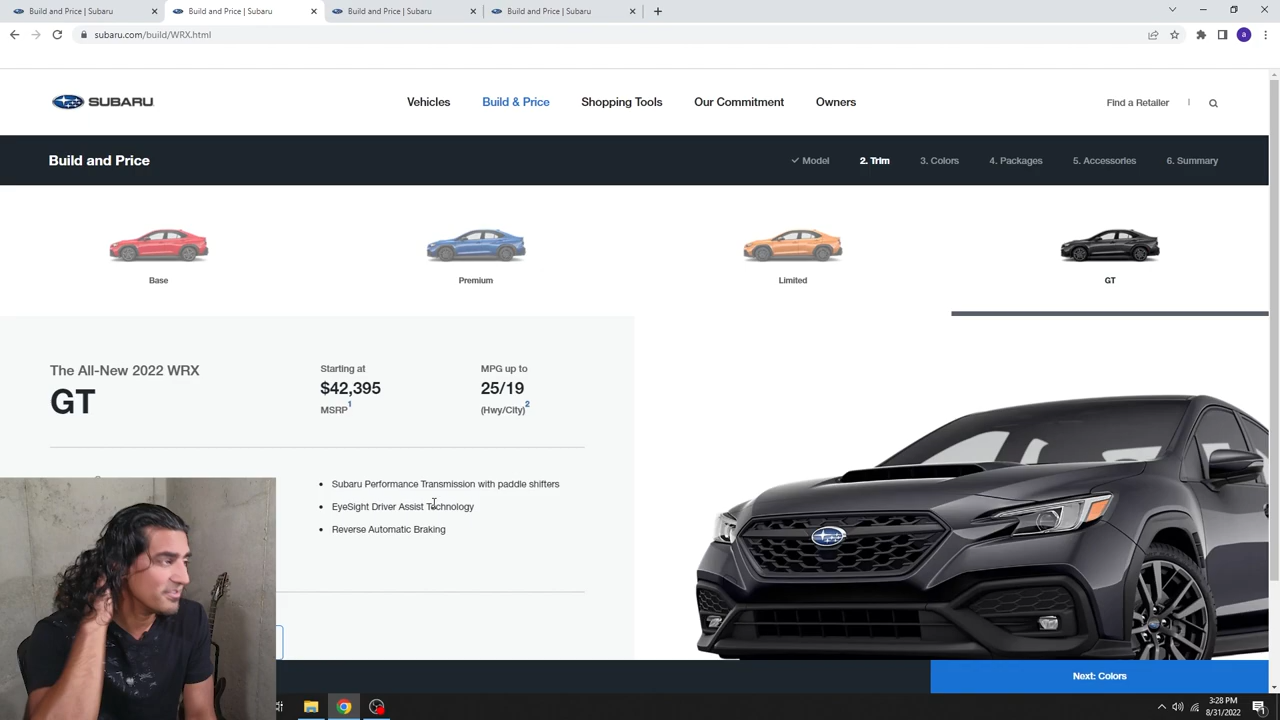 Build & Price | Subaru
Build & Price | Subaru
Build & Price | Subaru
Build & Price | Subaru
subaru.com/build/WRX.html
a
SUBARU
Vehicles
Build & Price
Shopping Tools
Our Commitment
Owners
Find a Retailer
Build and Price
Model
2. Trim
3. Colors
4. Packages
5. Accessories
6. Summary
Base
Premium
Limited
GT
The All-New 2022 WRX
GT
Starting at
$42,395
MSRP1
MPG up to
25/19
(Hwy/City)2
Subaru Performance Transmission with paddle shifters
EyeSight Driver Assist Technology
Reverse Automatic Braking
Next: Colors
3:28 PM
8/31/2022
1